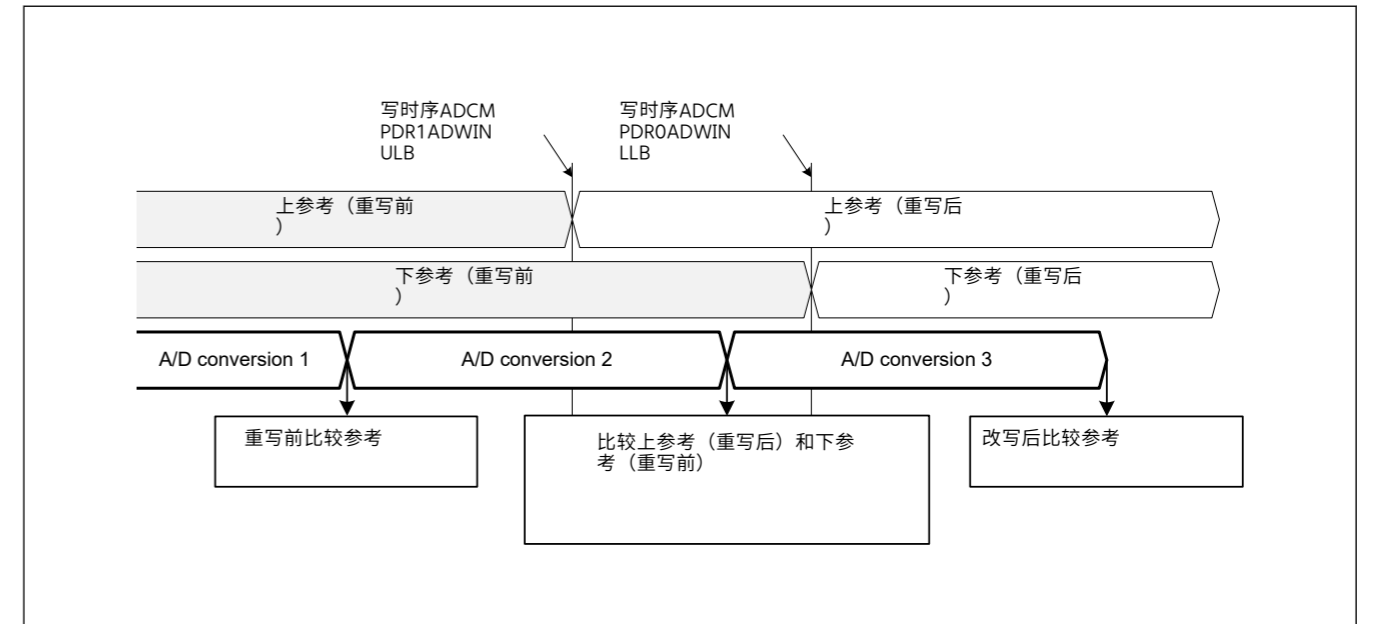 写时序ADCM
PDR1ADWIN
ULB
写时序ADCM
PDR0ADWIN
LLB
上参考（重写前
）
上参考（重写后
）
下参考（重写前
）
下参考（重写后
）
A/D conversion 1
A/D conversion 2
A/D conversion 3
重写前比较参考
比较上参考（重写后）和下参
考（重写前）
改写后比较参考